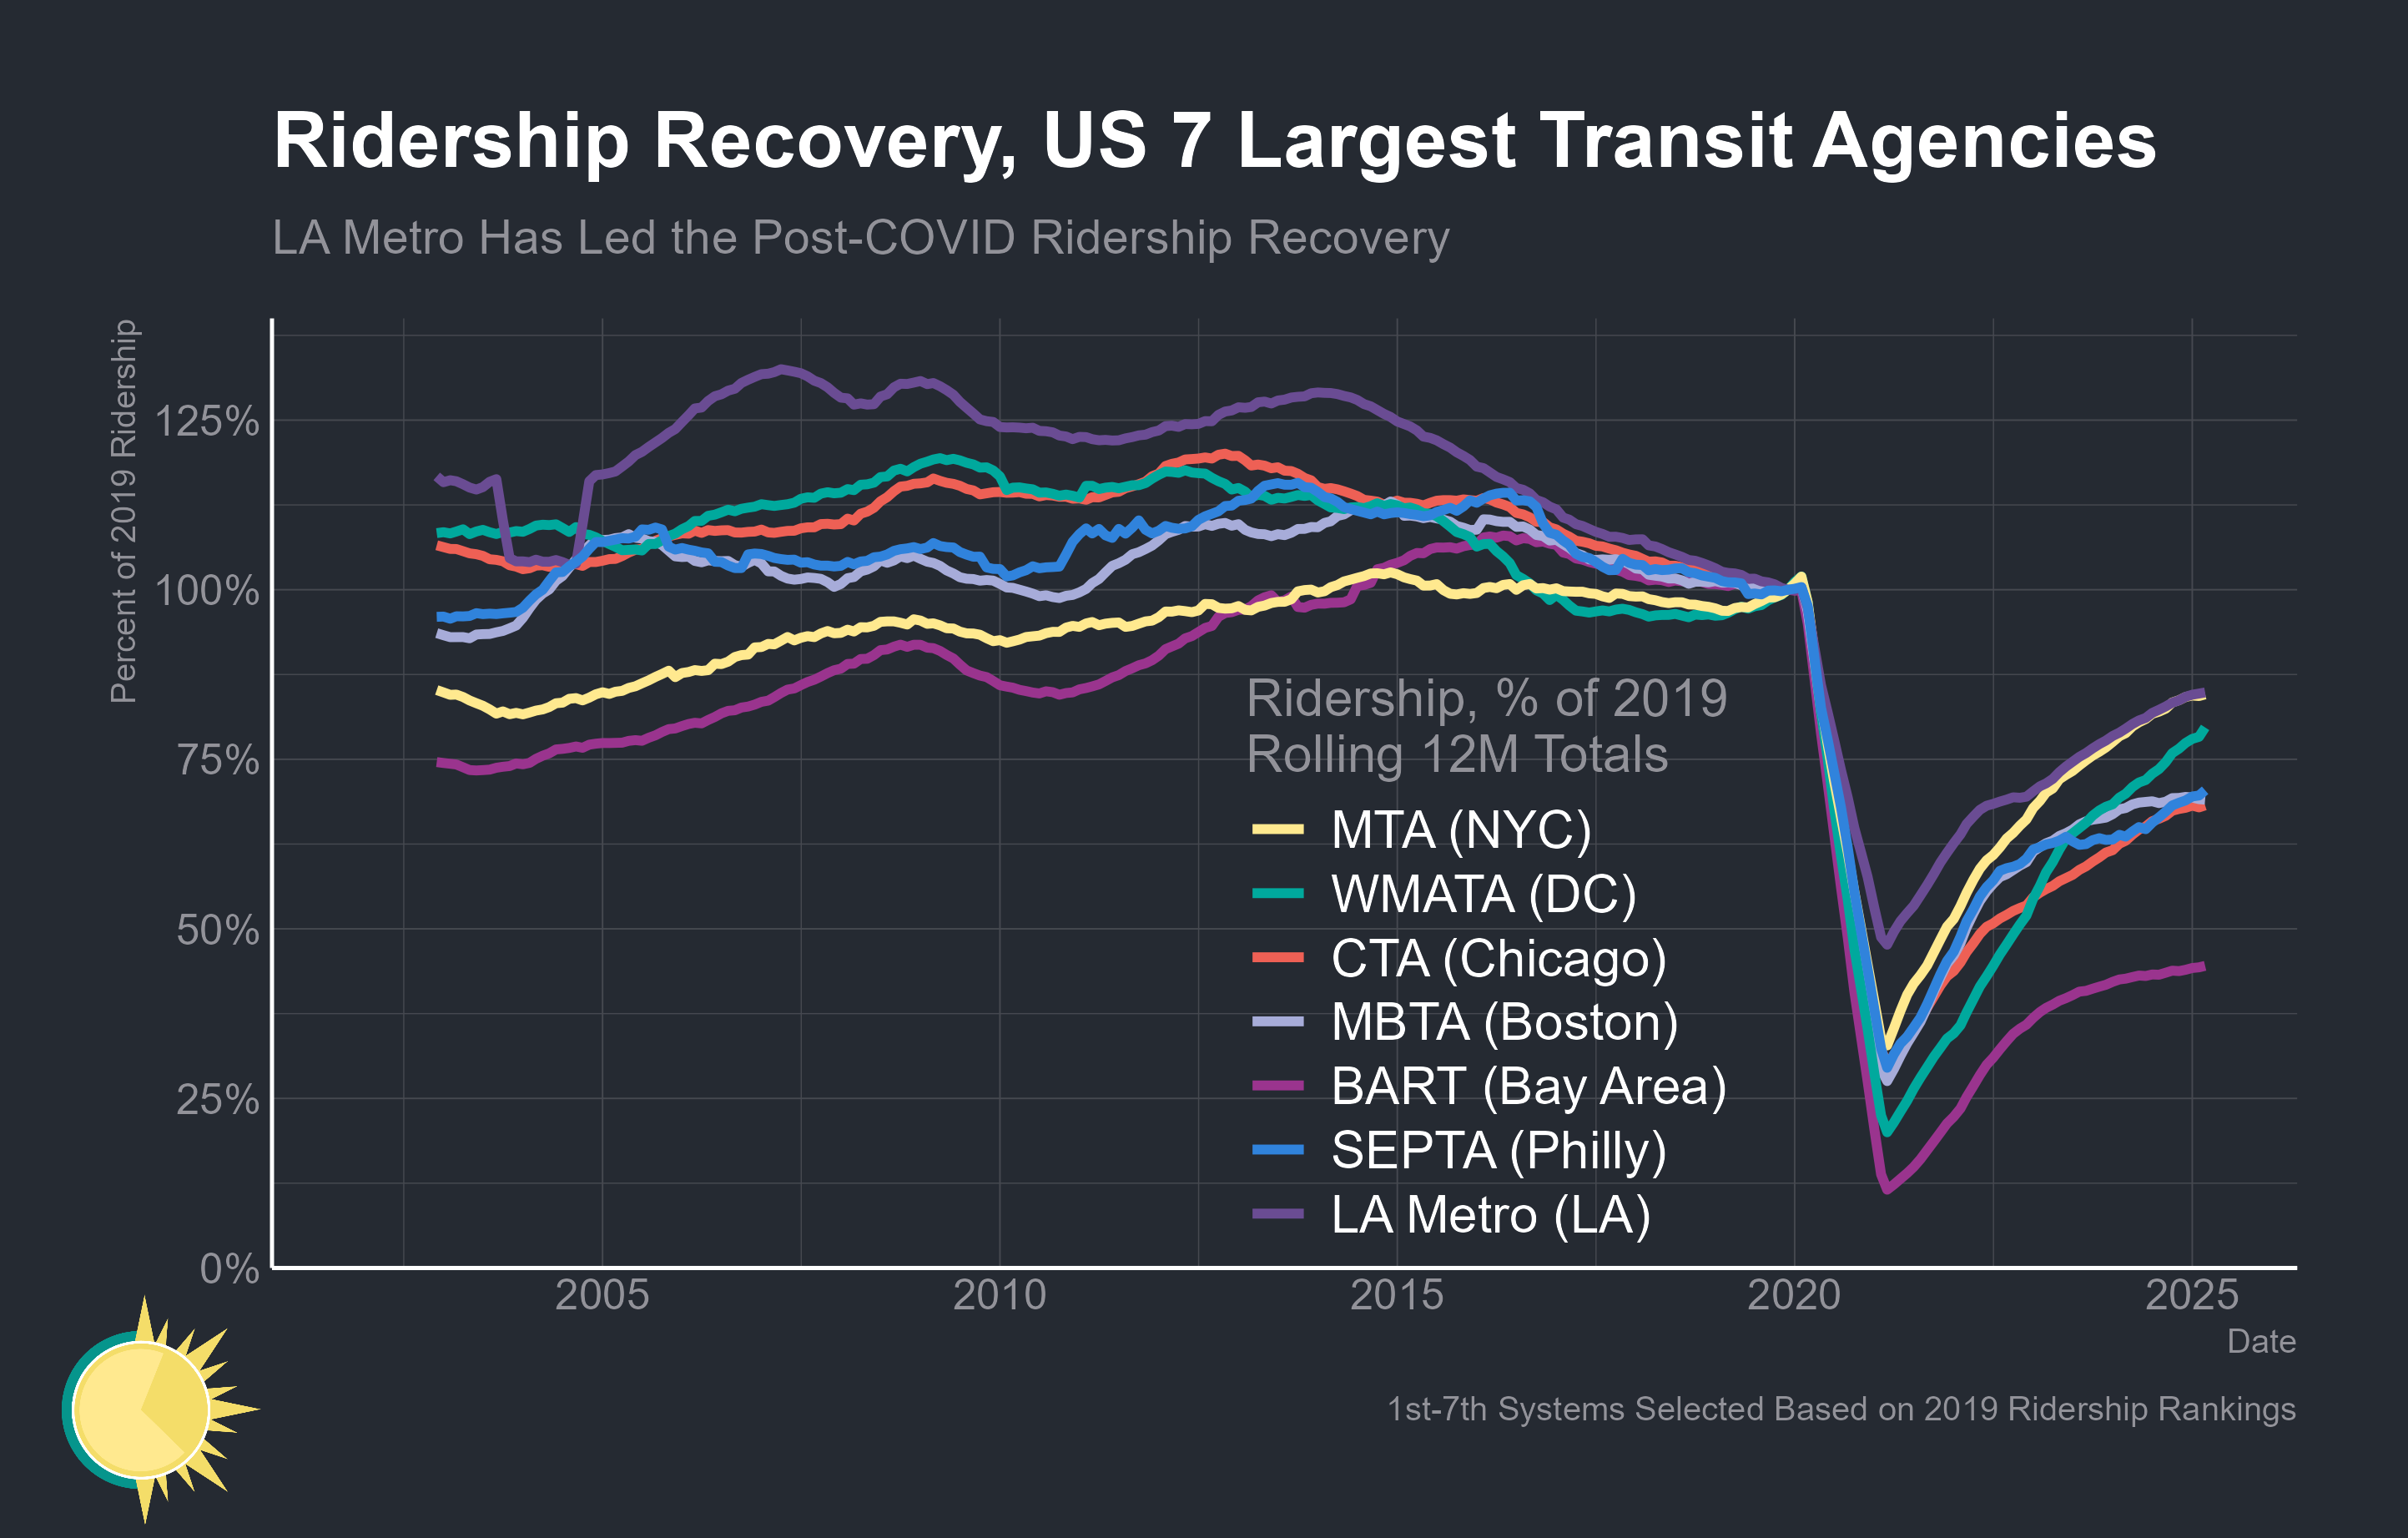 Ridership Recovery, US 7 Largest Transit Agencies
LA Metro Has Led the Post-COVID Ridership Recovery
Percent of 2019 Ridership
125%
100%
75%
50%
25%
0%
Ridership, % of 2019
Rolling 12M Totals
MTA (NYC)
WMATA (DC)
CTA (Chicago)
MBTA (Boston)
BART (Bay Area)
SEPTA (Philly)
LA Metro (LA)
2005 2010 2015 2020 2025
Date
1st-7th Systems Selected Based on 2019 Ridership Rankings